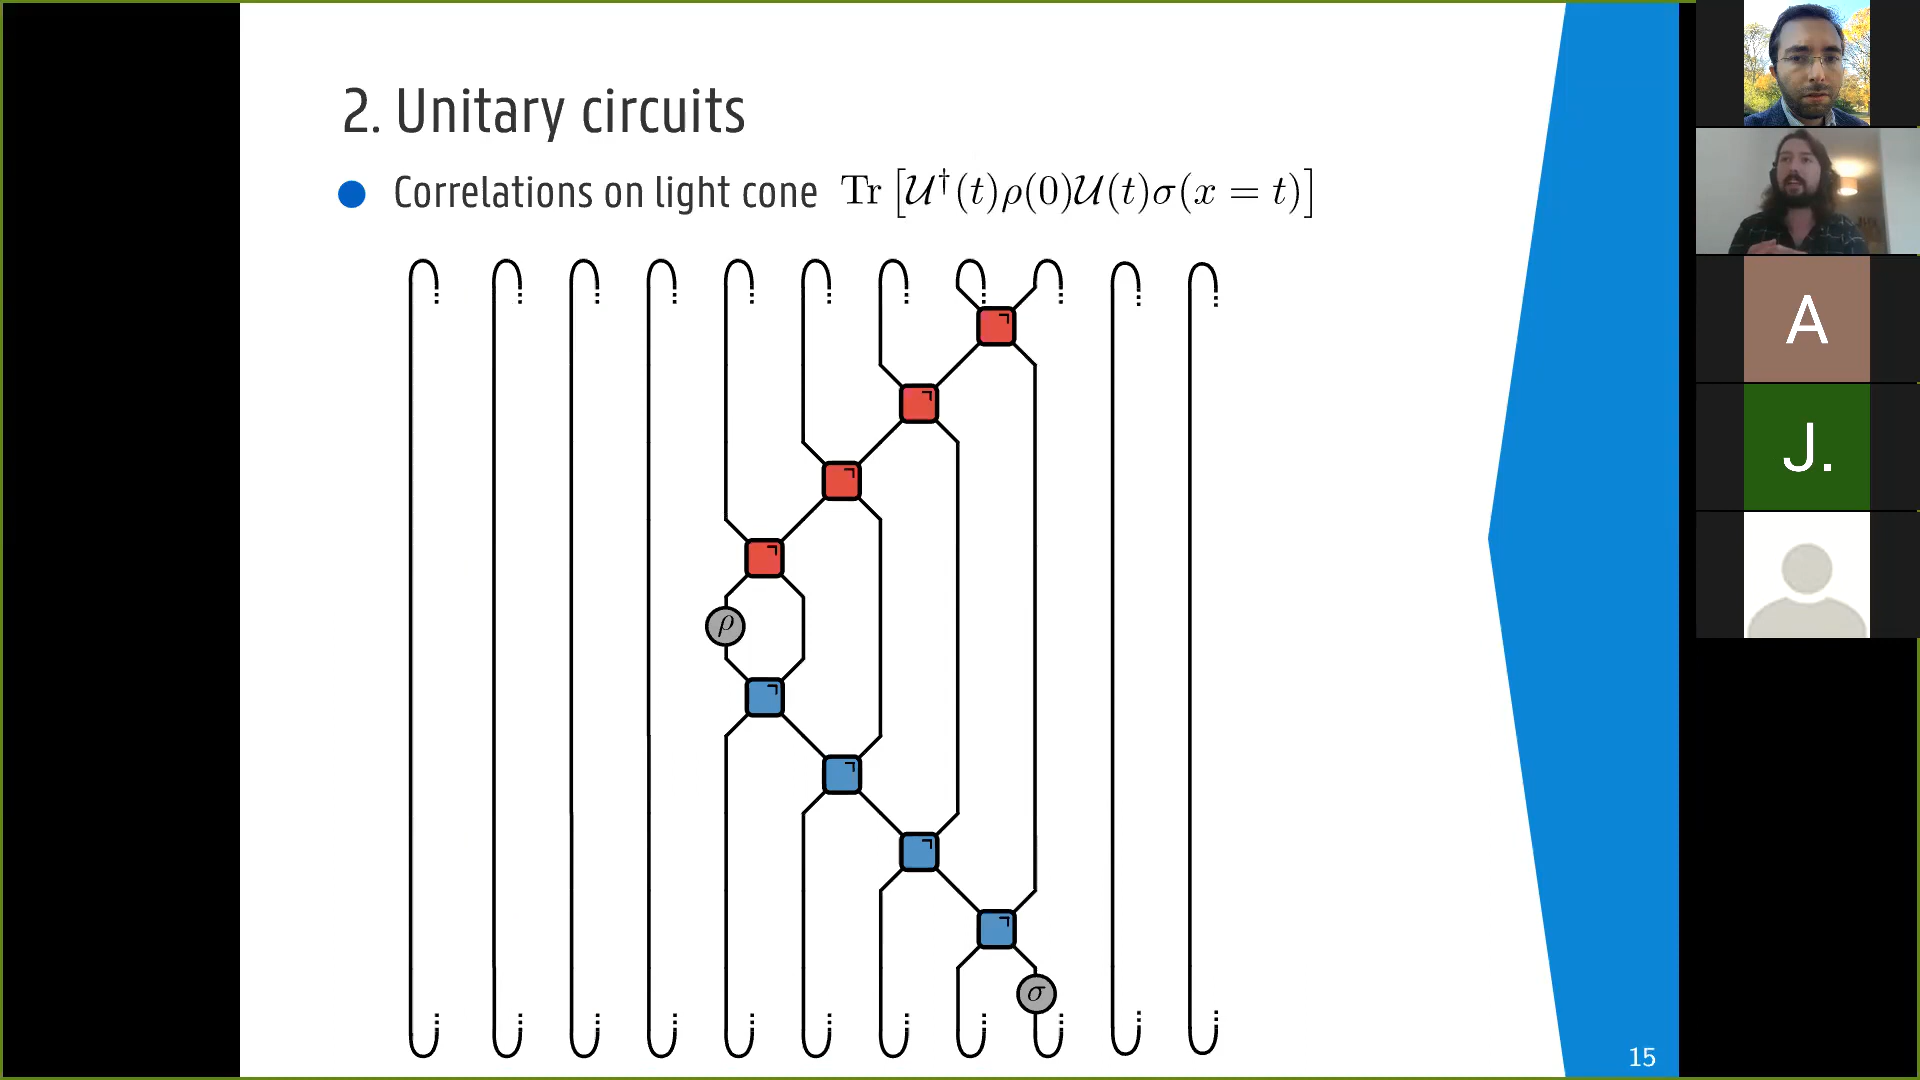 2. Unitary circuits
Correlations on light cone Tr [𝒰†(t)ρ(0)𝒰(t)σ(x = t)]
ρ
σ
15
A
J.